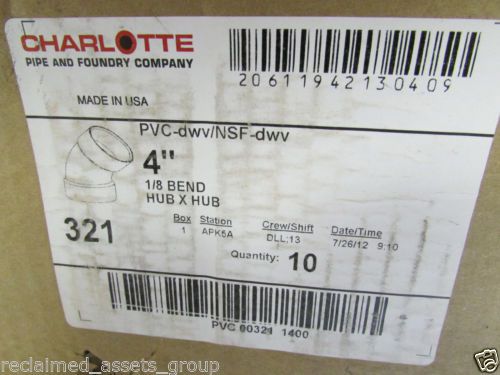 CHARLOTTE
PIPE AND FOUNDRY COMPANY
20611942130409
MADE IN USA
PVC-dwv/NSF-dwv
4"
1/8 BEND
HUB X HUB
321
Box Station Crew/Shift Date/Time
1 APK5A DLL;13 7/26/12 9:10
Quantity: 10
PVC 00321 1400
reclaimed_assets_group